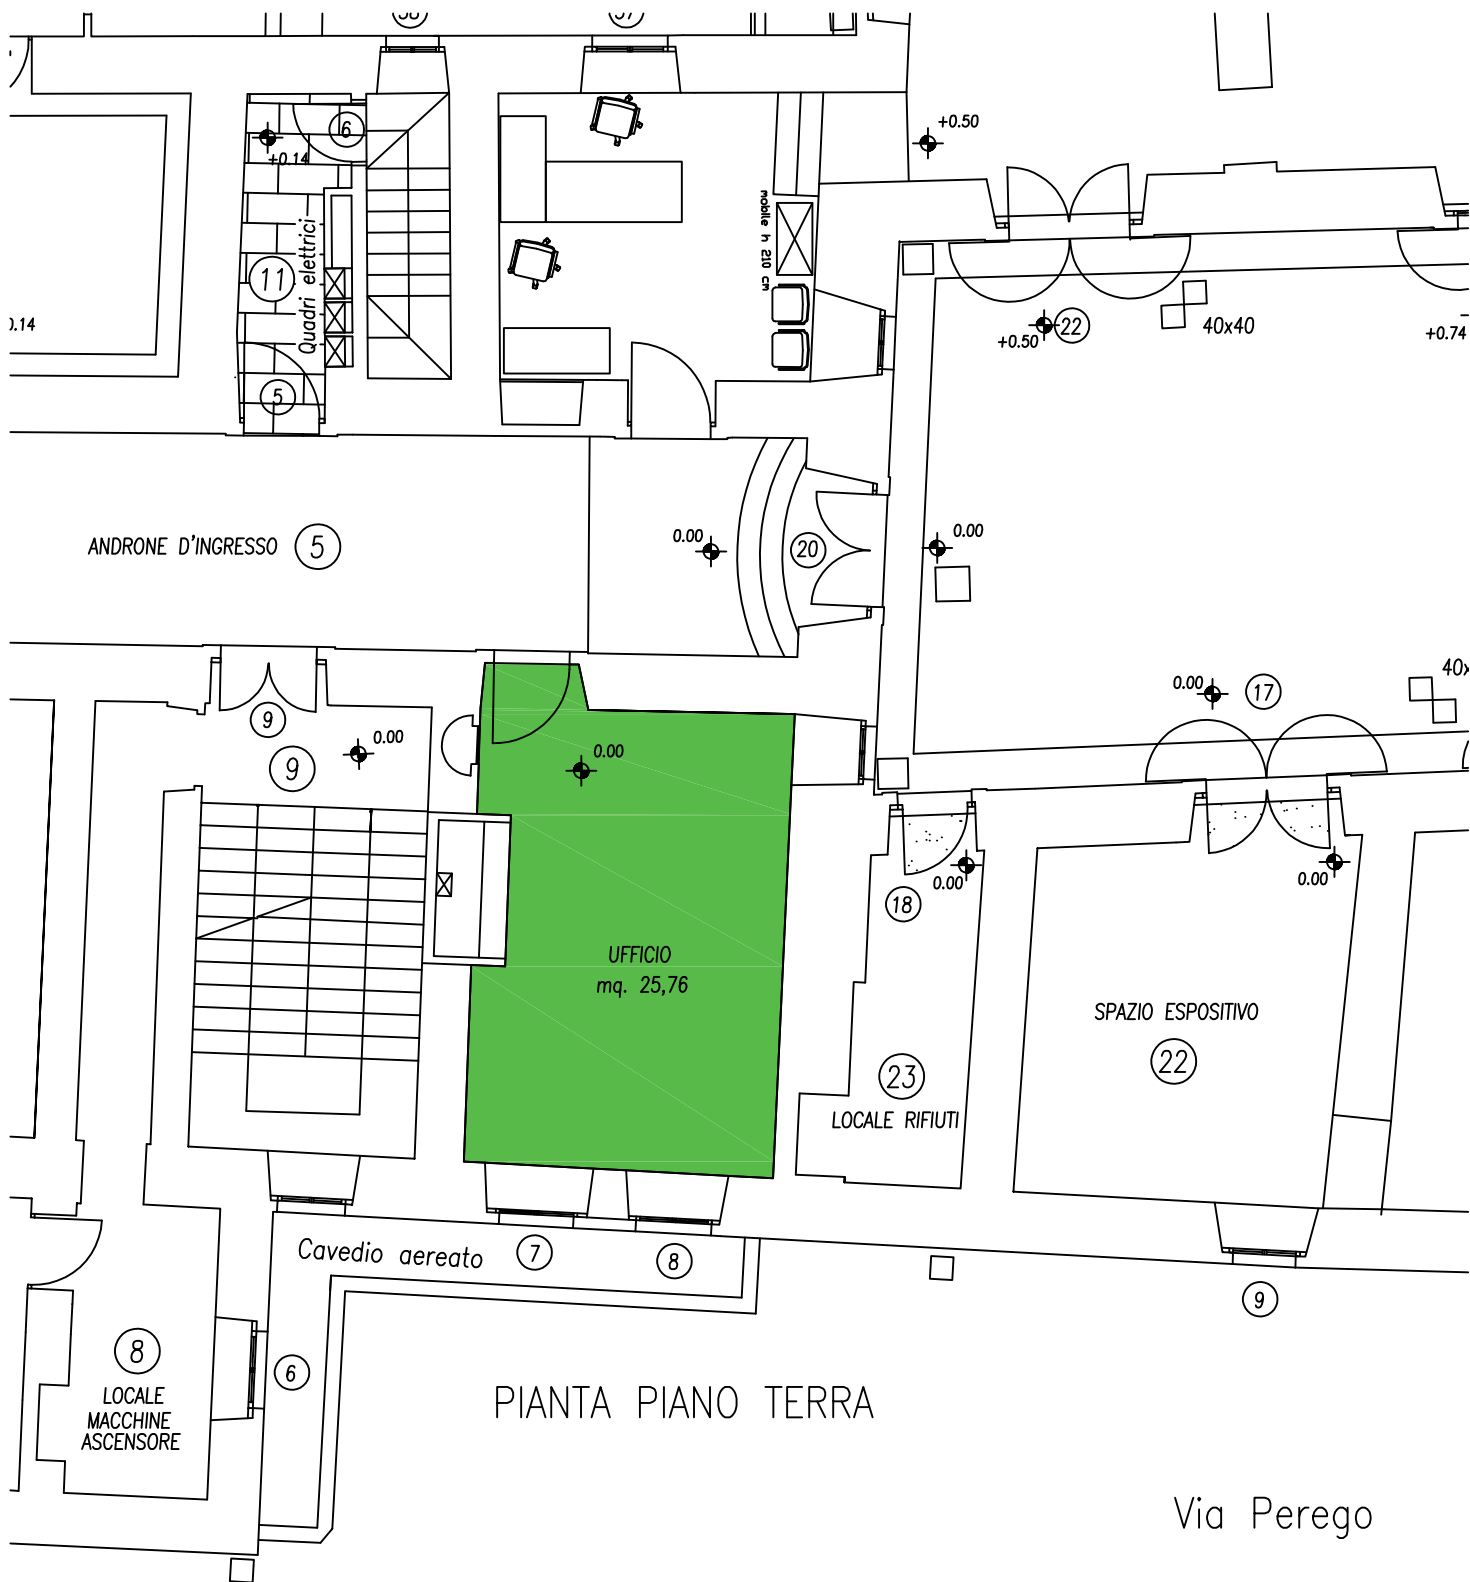 +0.50
6
+0.14
mobile h 210 cm
11
Quadri elettrici
0.14
+0.50
22
40x40
+0.74
5
ANDRONE D'INGRESSO
5
0.00
20
0.00
40x
0.00
17
9
0.00
9
0.00
0.00
18
0.00
UFFICIO
mq. 25,76
SPAZIO ESPOSITIVO
22
23
LOCALE RIFIUTI
Cavedio aereato
7
8
9
8
LOCALE
MACCHINE
ASCENSORE
6
PIANTA PIANO TERRA
Via Perego